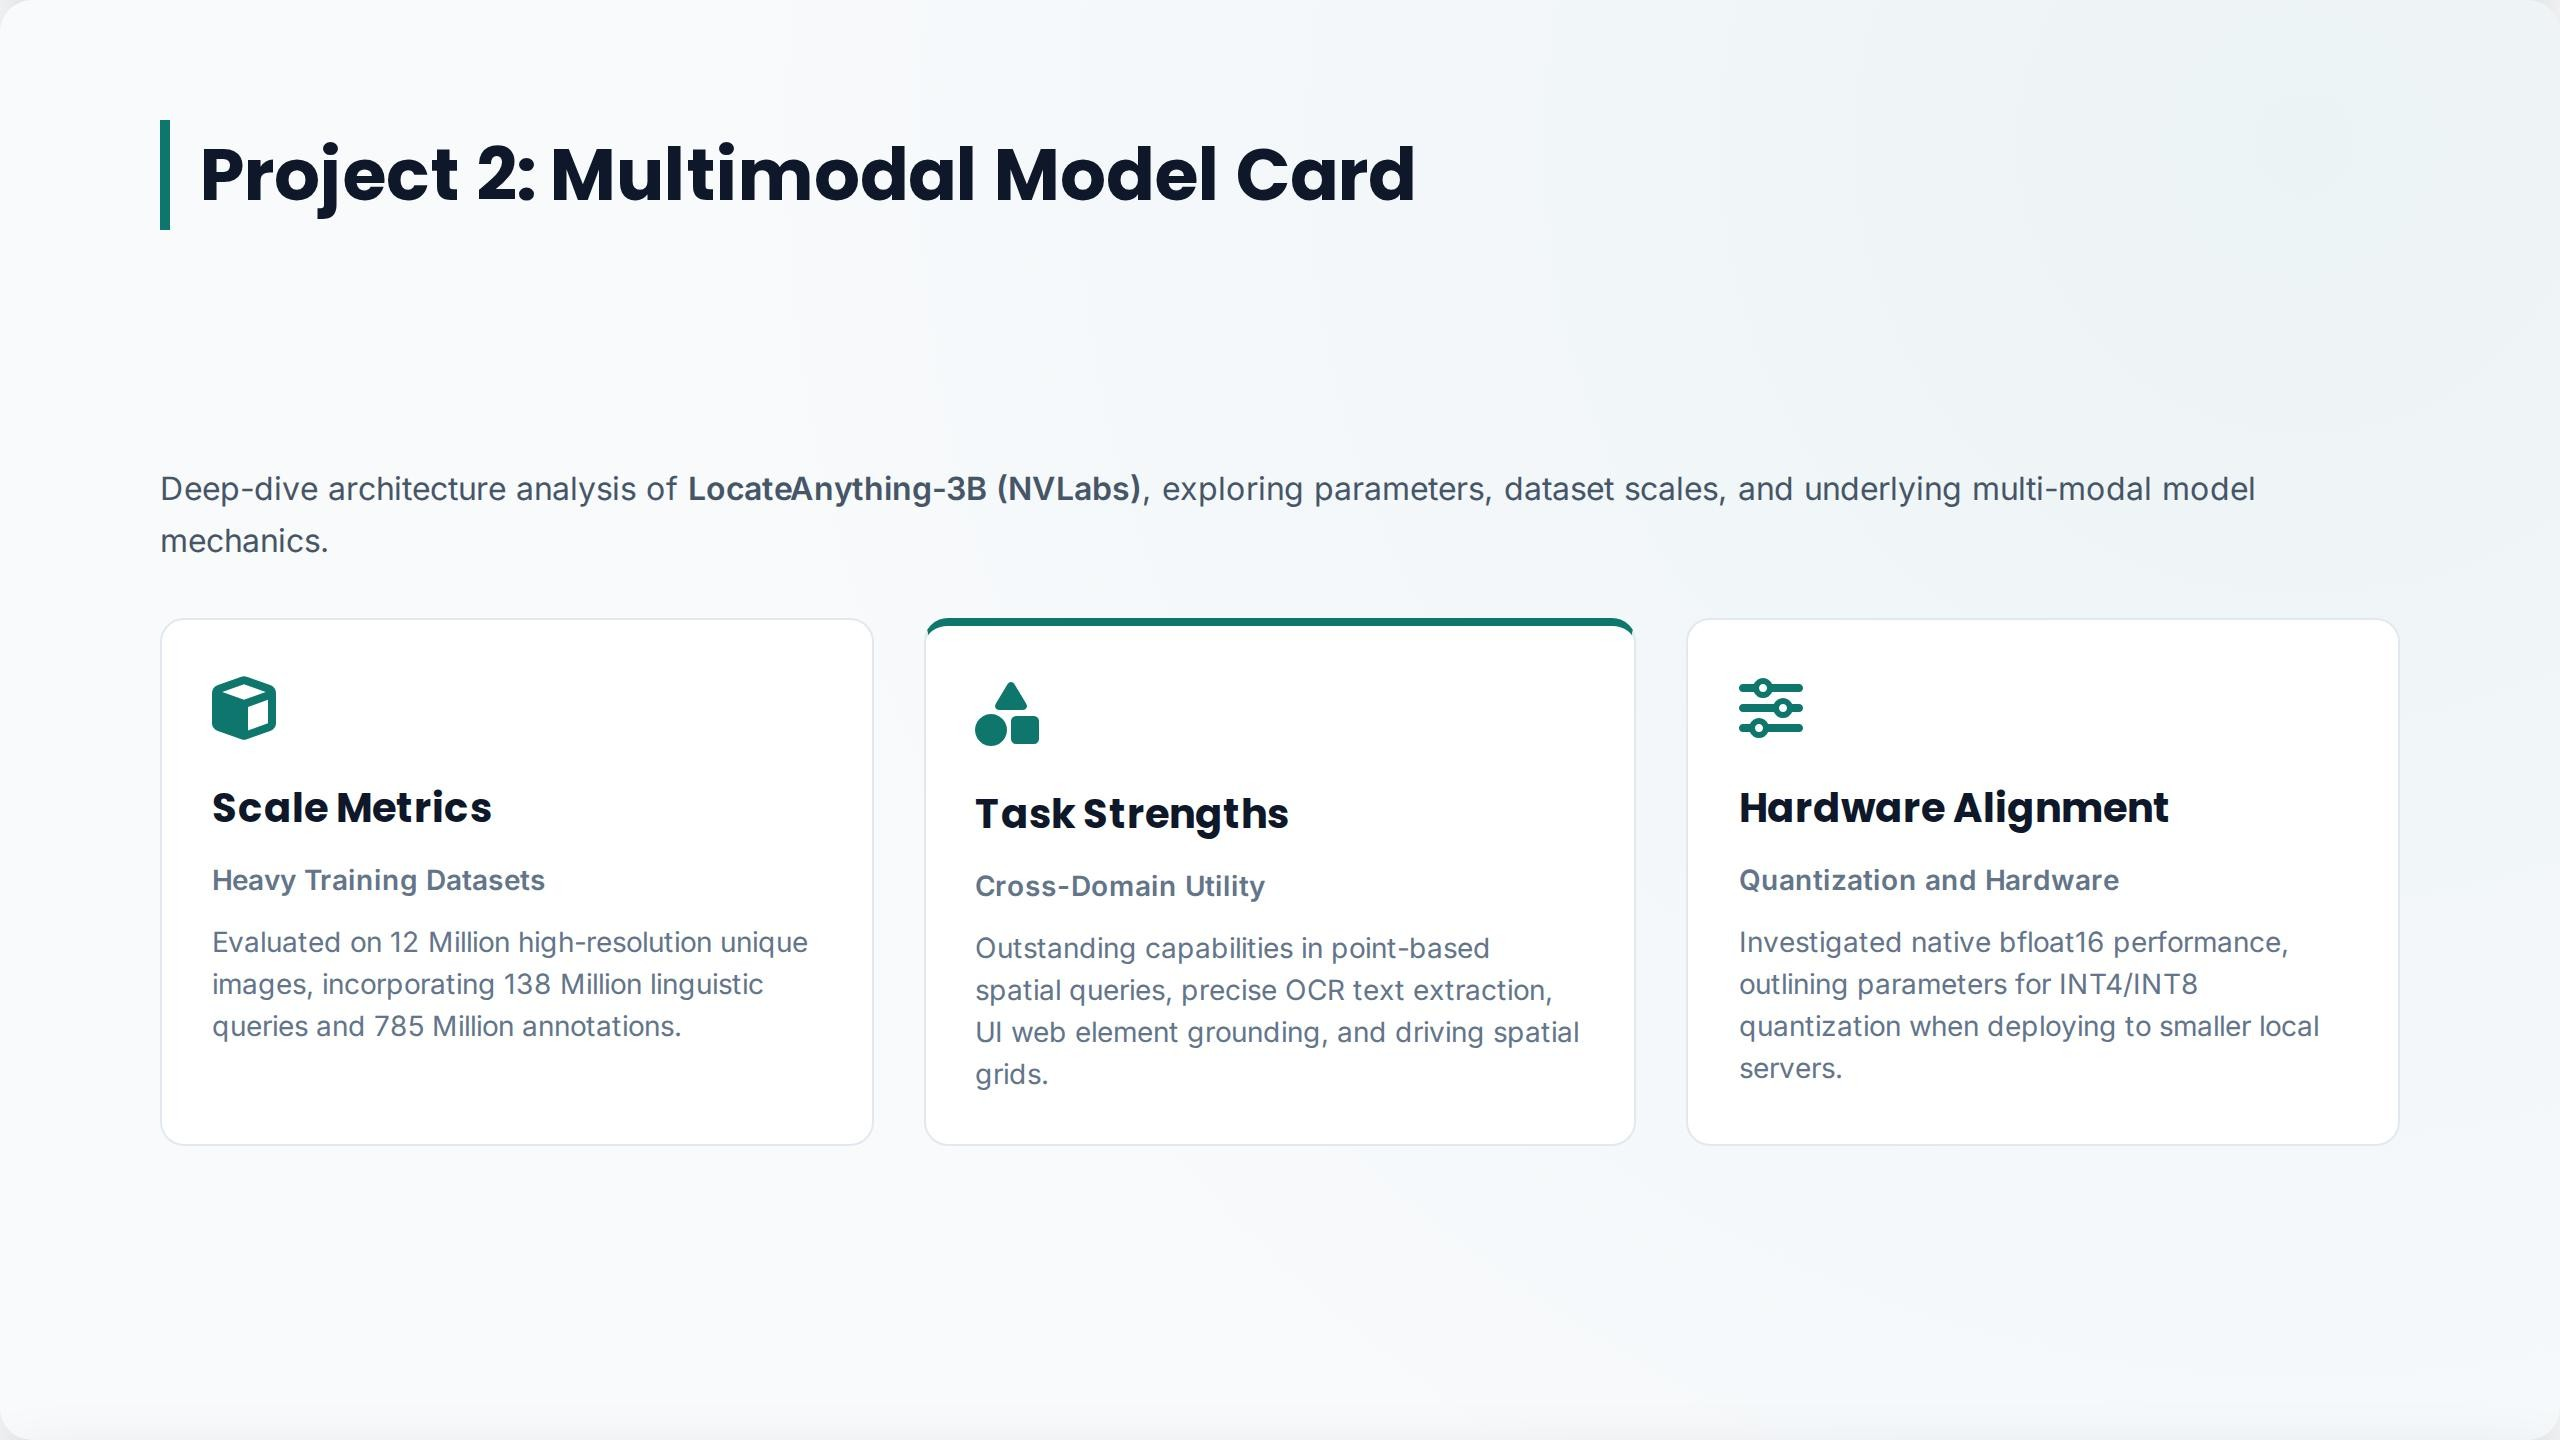 Project 2: Multimodal Model Card
Deep-dive architecture analysis of LocateAnything-3B (NVLabs), exploring parameters, dataset scales, and underlying multi-modal model
mechanics.
Scale Metrics
Heavy Training Datasets
Evaluated on 12 Million high-resolution unique
images, incorporating 138 Million linguistic
queries and 785 Million annotations.
Task Strengths
Cross-Domain Utility
Outstanding capabilities in point-based
spatial queries, precise OCR text extraction,
UI web element grounding, and driving spatial
grids.
Hardware Alignment
Quantization and Hardware
Investigated native bfloat16 performance,
outlining parameters for INT4/INT8
quantization when deploying to smaller local
servers.